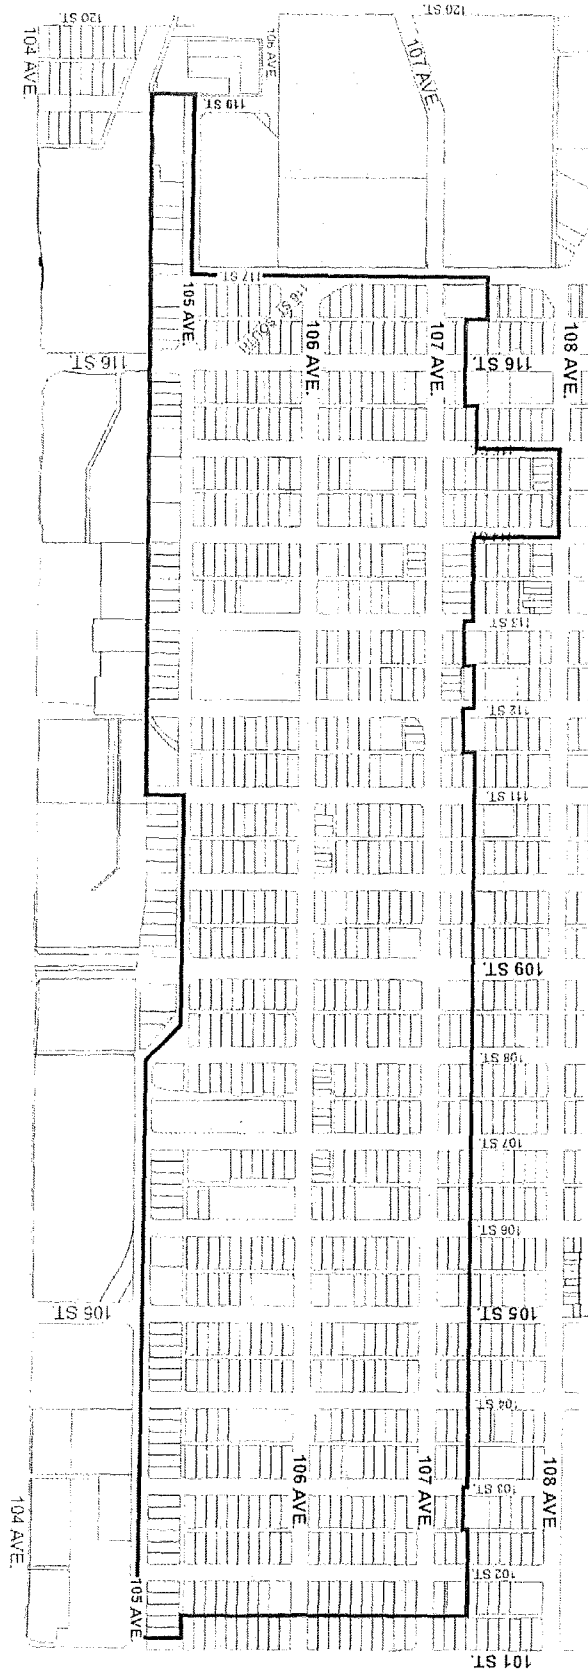 120 ST.
120 ST.
104 AVE.
106 AVE
107 AVE
119 ST.
117 ST.
116 ST SOUTH
105 AVE.
106 AVE.
107 AVE.
108 AVE.
116 ST.
116 ST.
113 ST.
112 ST.
111 ST.
109 ST.
108 ST.
107 ST.
106 ST.
106 ST.
105 ST.
104 ST.
106 AVE.
107 AVE.
108 AVE.
103 ST.
104 AVE.
105 AVE.
102 ST.
101 ST.